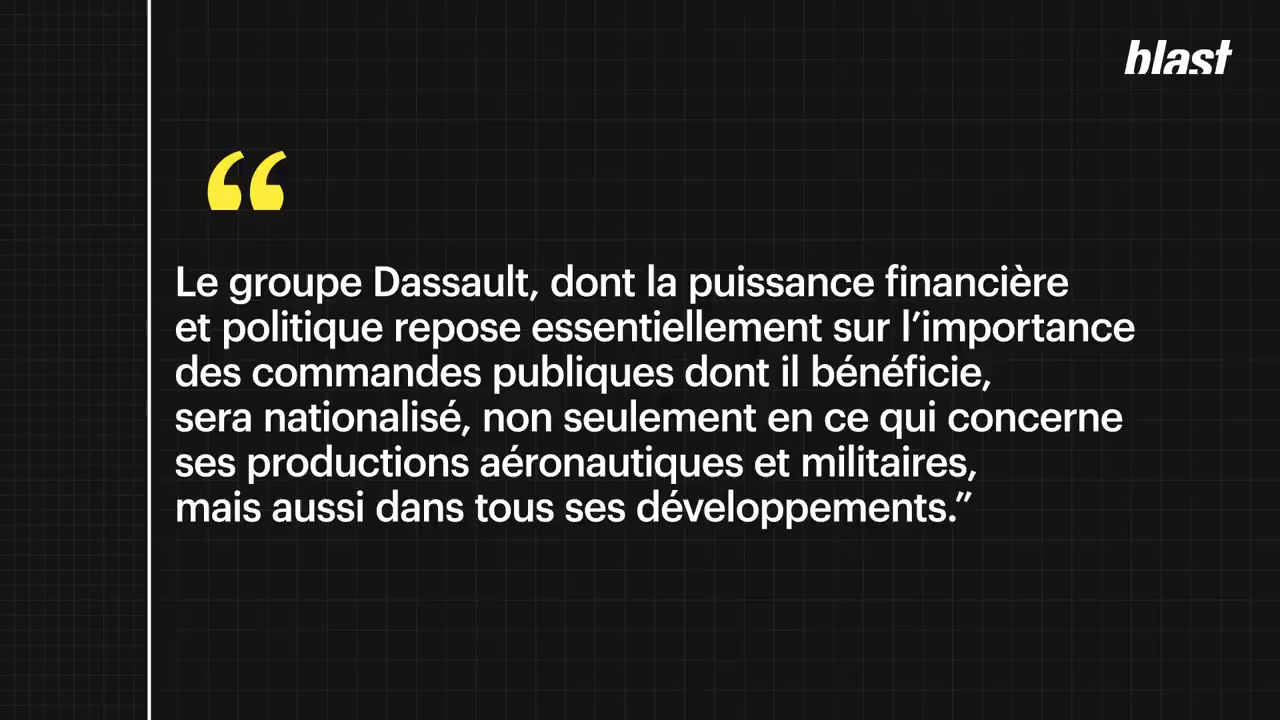 blast
“
Le groupe Dassault, dont la puissance financière
et politique repose essentiellement sur l’importance
des commandes publiques dont il bénéficie,
sera nationalisé, non seulement en ce qui concerne
ses productions aéronautiques et militaires,
mais aussi dans tous ses développements.”